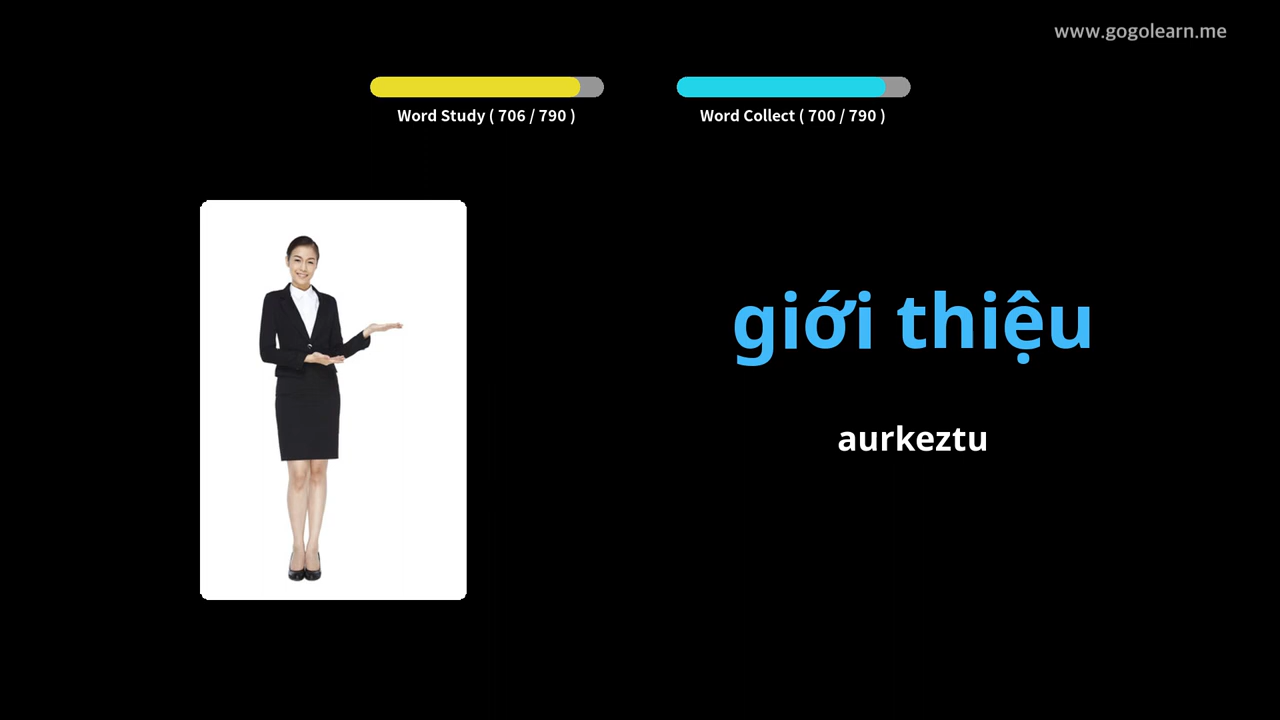 www.gogolearn.me
Word Study ( 706 / 790 )
Word Collect ( 700 / 790 )
giới thiệu
aurkeztu